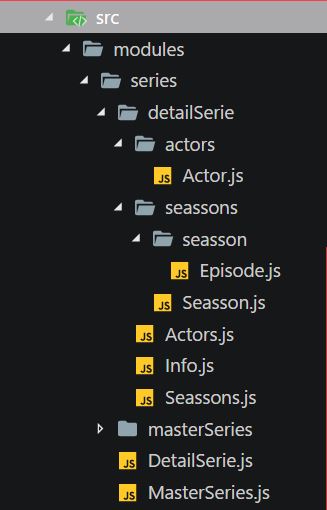 src
modules
series
detailSerie
actors
JS Actor.js
seassons
seasson
JS Episode.js
JS Seasson.js
JS Actors.js
JS Info.js
JS Seassons.js
masterSeries
JS DetailSerie.js
JS MasterSeries.js